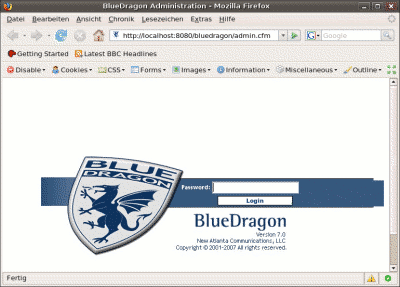 BlueDragon Administration - Mozilla Firefox
Datei Bearbeiten Ansicht Chronik Lesezeichen Extras Hilfe
http://localhost:8080/bluedragon/admin.cfm
Google
Getting Started Latest BBC Headlines
Disable Cookies CSS Forms Images Information Miscellaneous Outline
BLUE
DRAGON
Password:
Login
BlueDragon
Version 7.0
New Atlanta Communications, LLC
Copyright © 2001-2007 All rights reserved.
Fertig